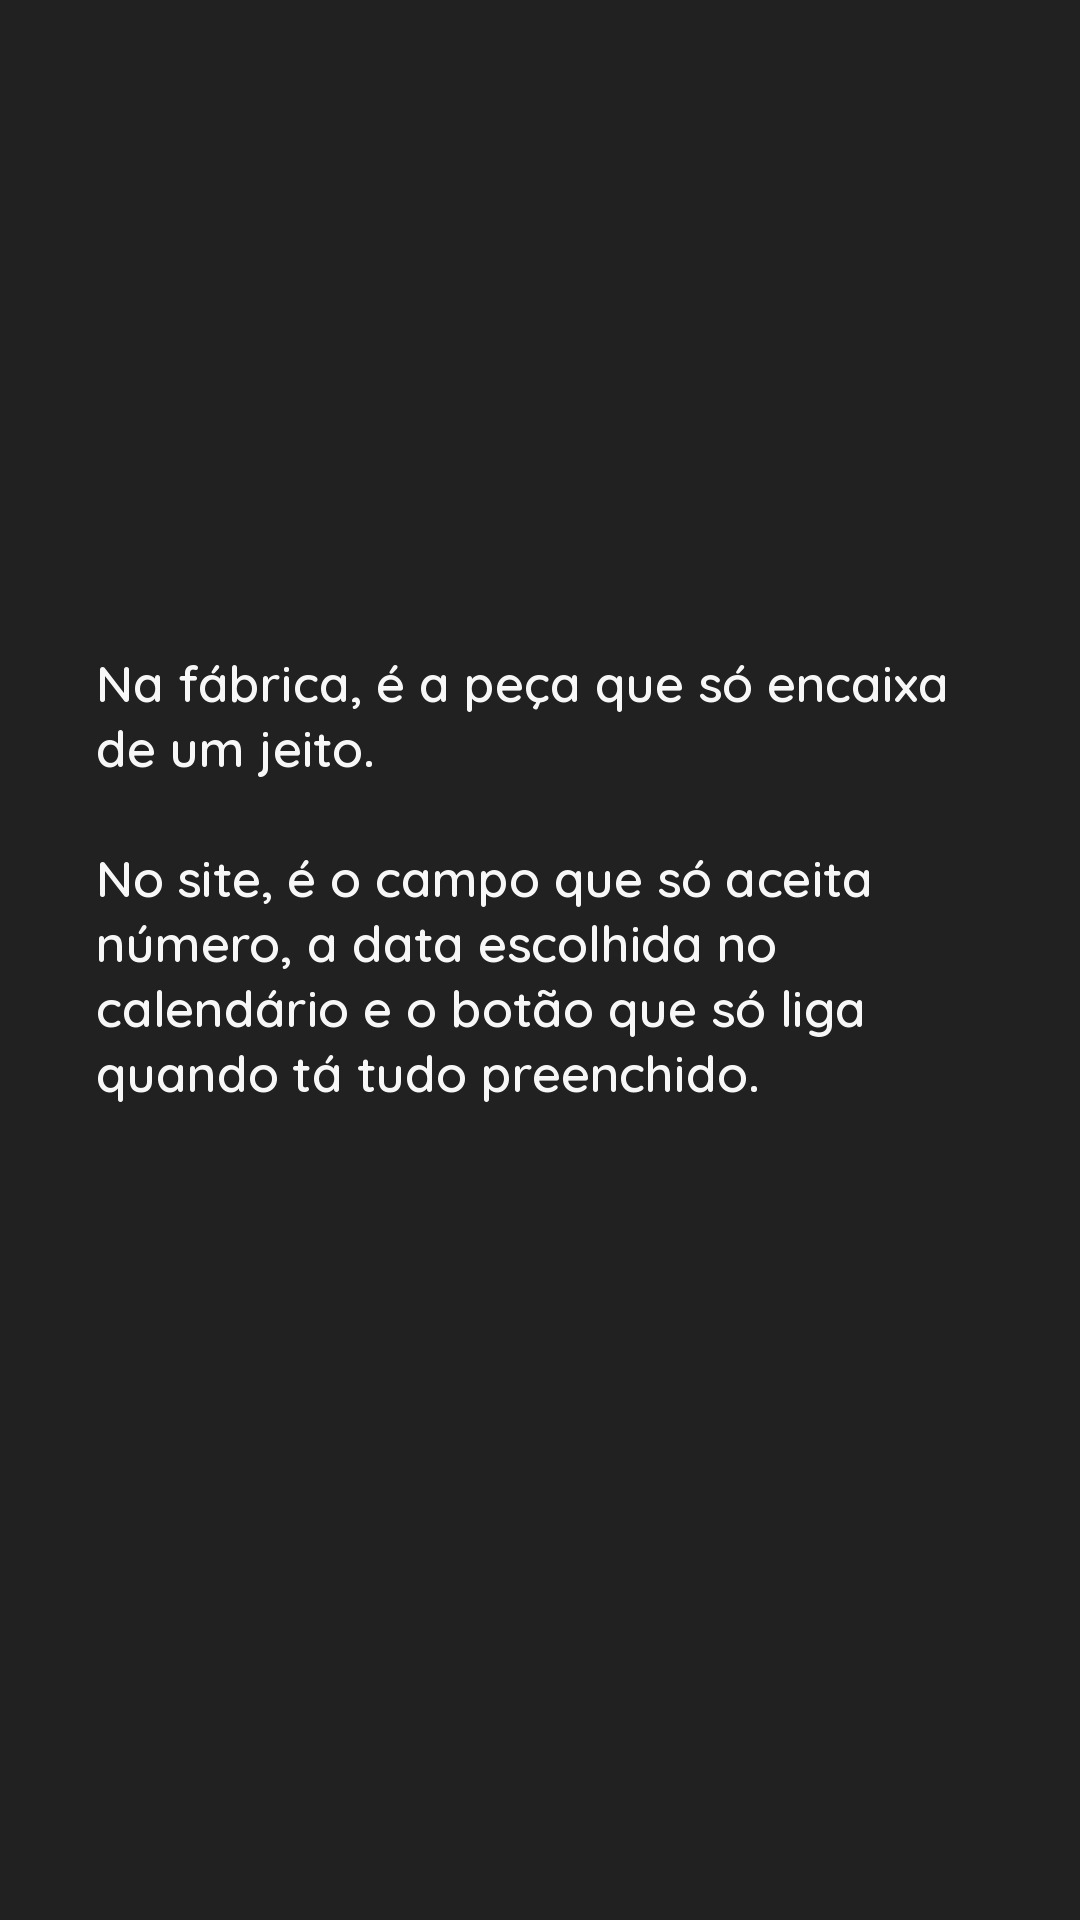 Na fábrica, é a peça que só encaixa
de um jeito.
No site, é o campo que só aceita
número, a data escolhida no
calendário e o botão que só liga
quando tá tudo preenchido.